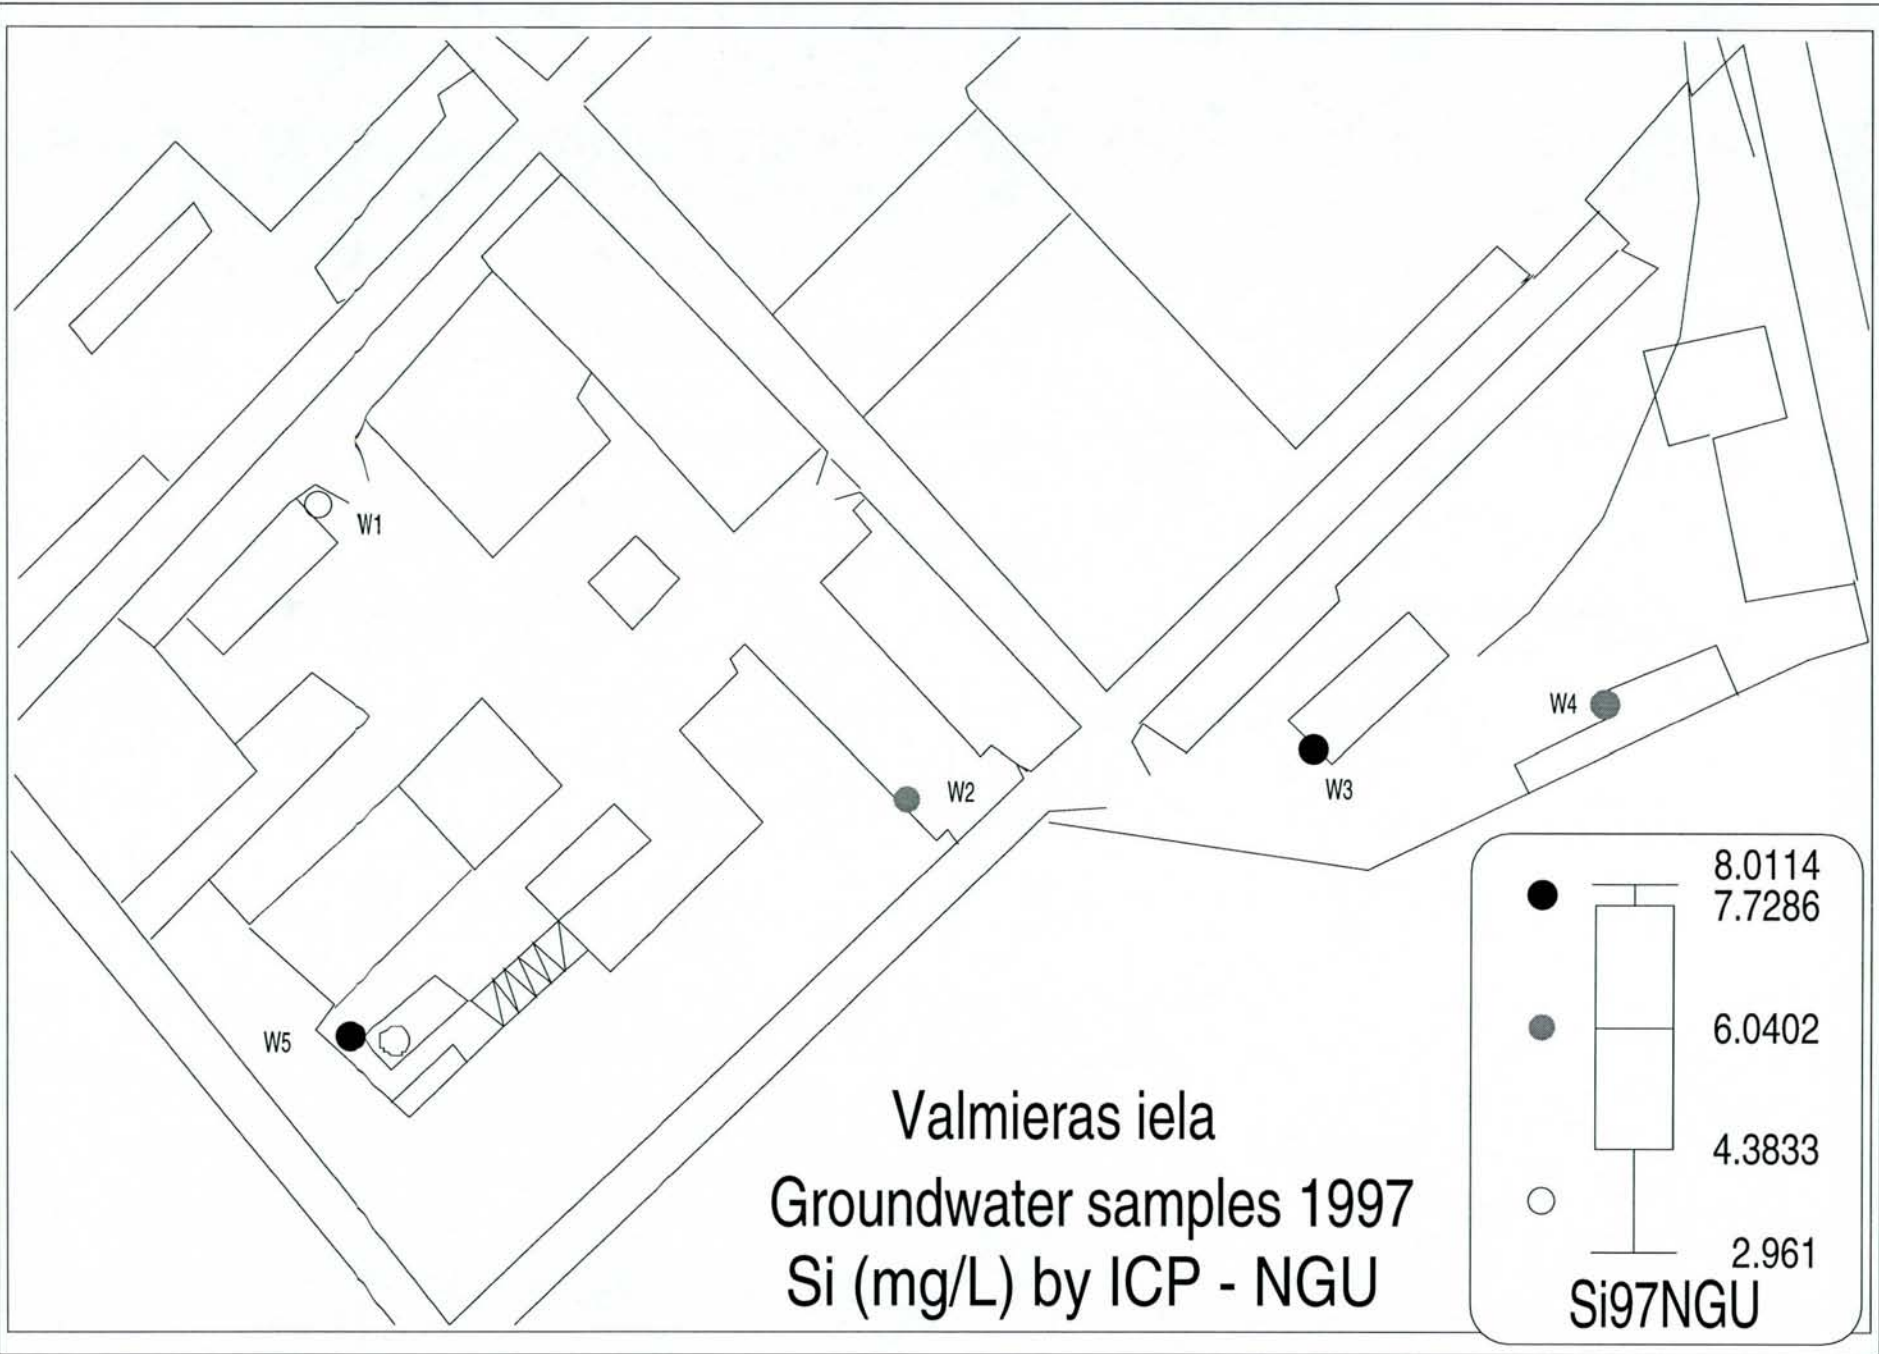 W1
W2
W3
W4
W5
Valmieras iela
Groundwater samples 1997
Si (mg/L) by ICP - NGU
8.0114
7.7286
6.0402
4.3833
2.961
Si97NGU